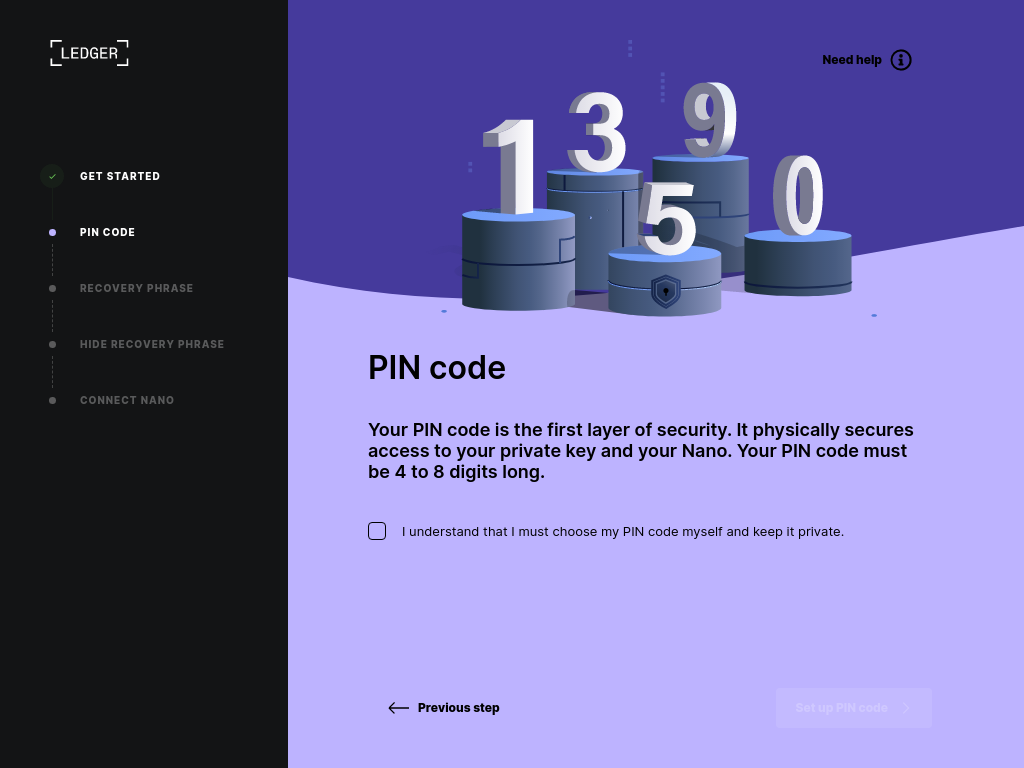 LEDGER
Need help
1 3 9 5 0
GET STARTED
PIN CODE
RECOVERY PHRASE
HIDE RECOVERY PHRASE
CONNECT NANO
PIN code
Your PIN code is the first layer of security. It physically secures
access to your private key and your Nano. Your PIN code must
be 4 to 8 digits long.
I understand that I must choose my PIN code myself and keep it private.
Previous step
Set up PIN code